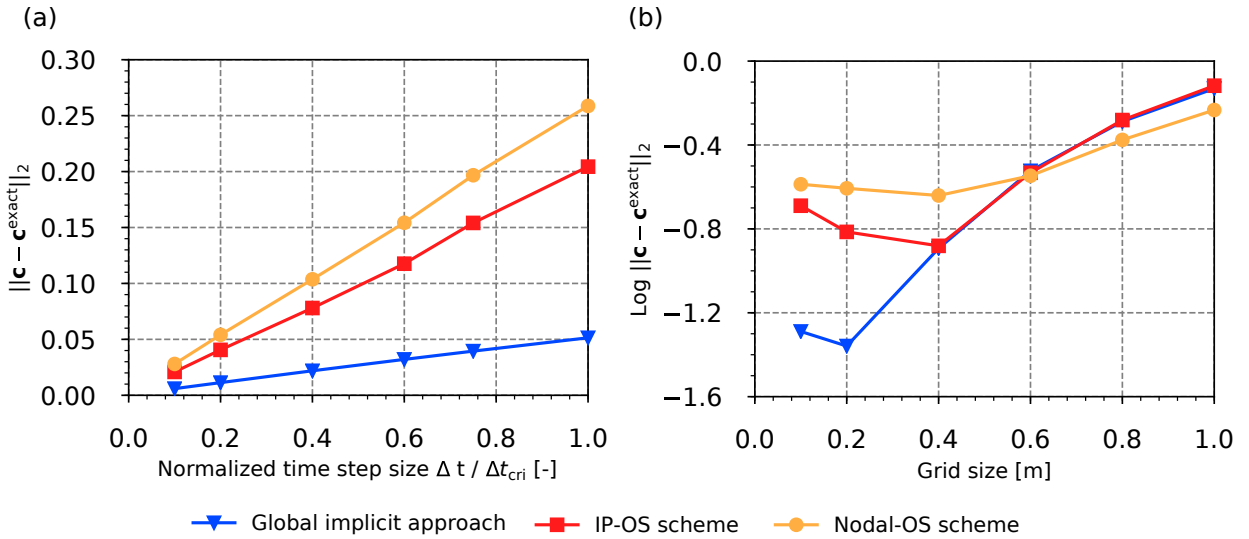 (a)
0.30
0.25
0.20
0.15
0.10
0.05
0.00
||c − c^exact||_2
0.0 0.2 0.4 0.6 0.8 1.0
Normalized time step size Δ t / Δt_cri [-]
(b)
0.0
−0.4
−0.8
−1.2
−1.6
Log ||c − c^exact||_2
0.0 0.2 0.4 0.6 0.8 1.0
Grid size [m]
Global implicit approach IP-OS scheme Nodal-OS scheme